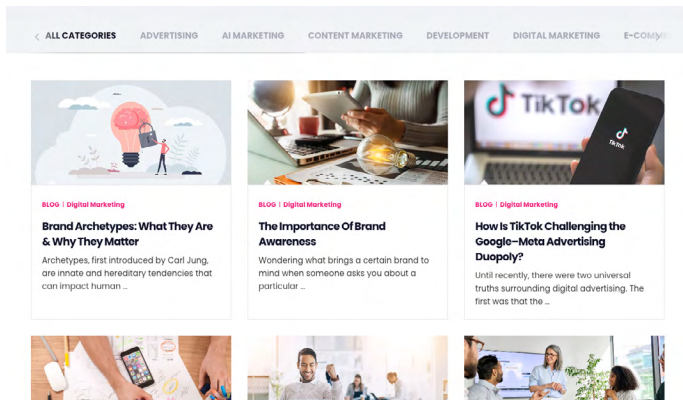 ALL CATEGORIES ADVERTISING AI MARKETING CONTENT MARKETING DEVELOPMENT DIGITAL MARKETING
TikTok
TikTok
BLOG | Digital Marketing
Brand Archetypes: What They Are
& Why They Matter
Archetypes, first introduced by Carl Jung,
are innate and hereditary tendencies that
can impact human ...
BLOG | Digital Marketing
The Importance Of Brand
Awareness
Wondering what brings a certain brand to
mind when someone asks you about a
particular ...
BLOG | Digital Marketing
How Is TikTok Challenging the
Google–Meta Advertising
Duopoly?
Until recently, there were two universal
truths surrounding digital advertising. The
first was that the ...